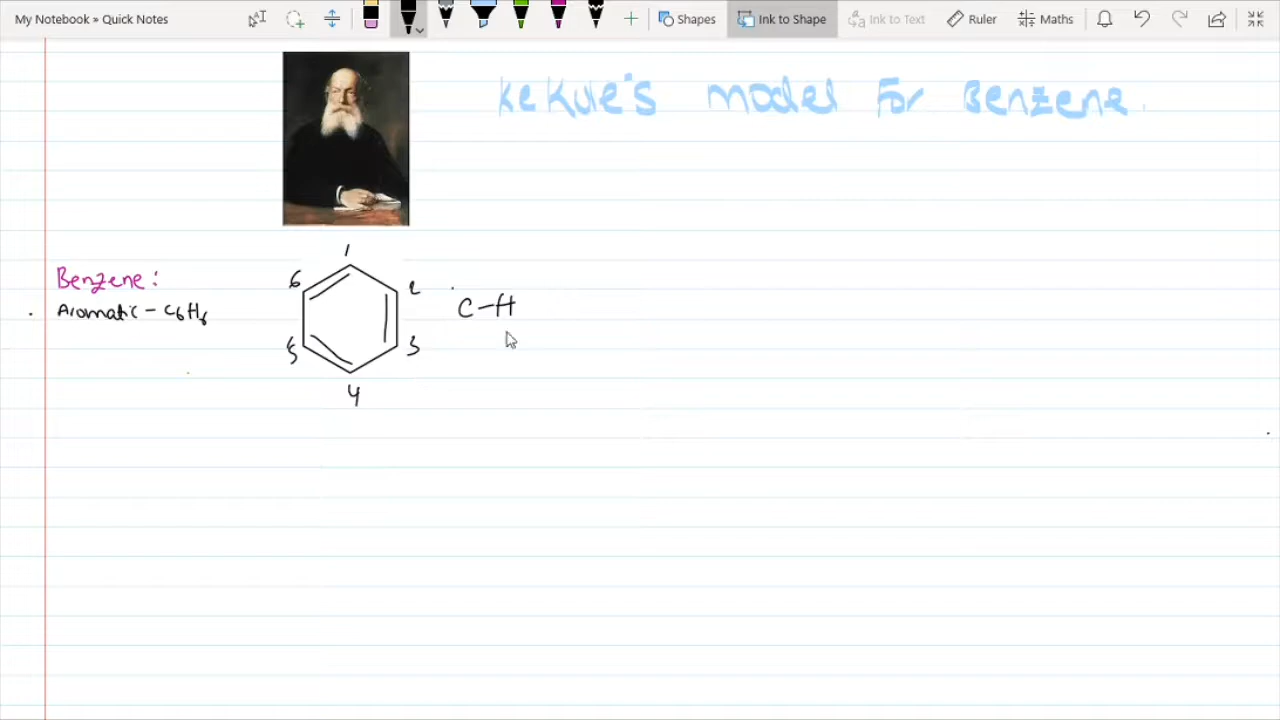 My Notebook » Quick Notes
Shapes
Ink to Shape
Ink to Text
Ruler
Maths
KeKule's model For Benzene
Benzene:
Aromatic - C6H6
1
2
3
4
5
6
C-H